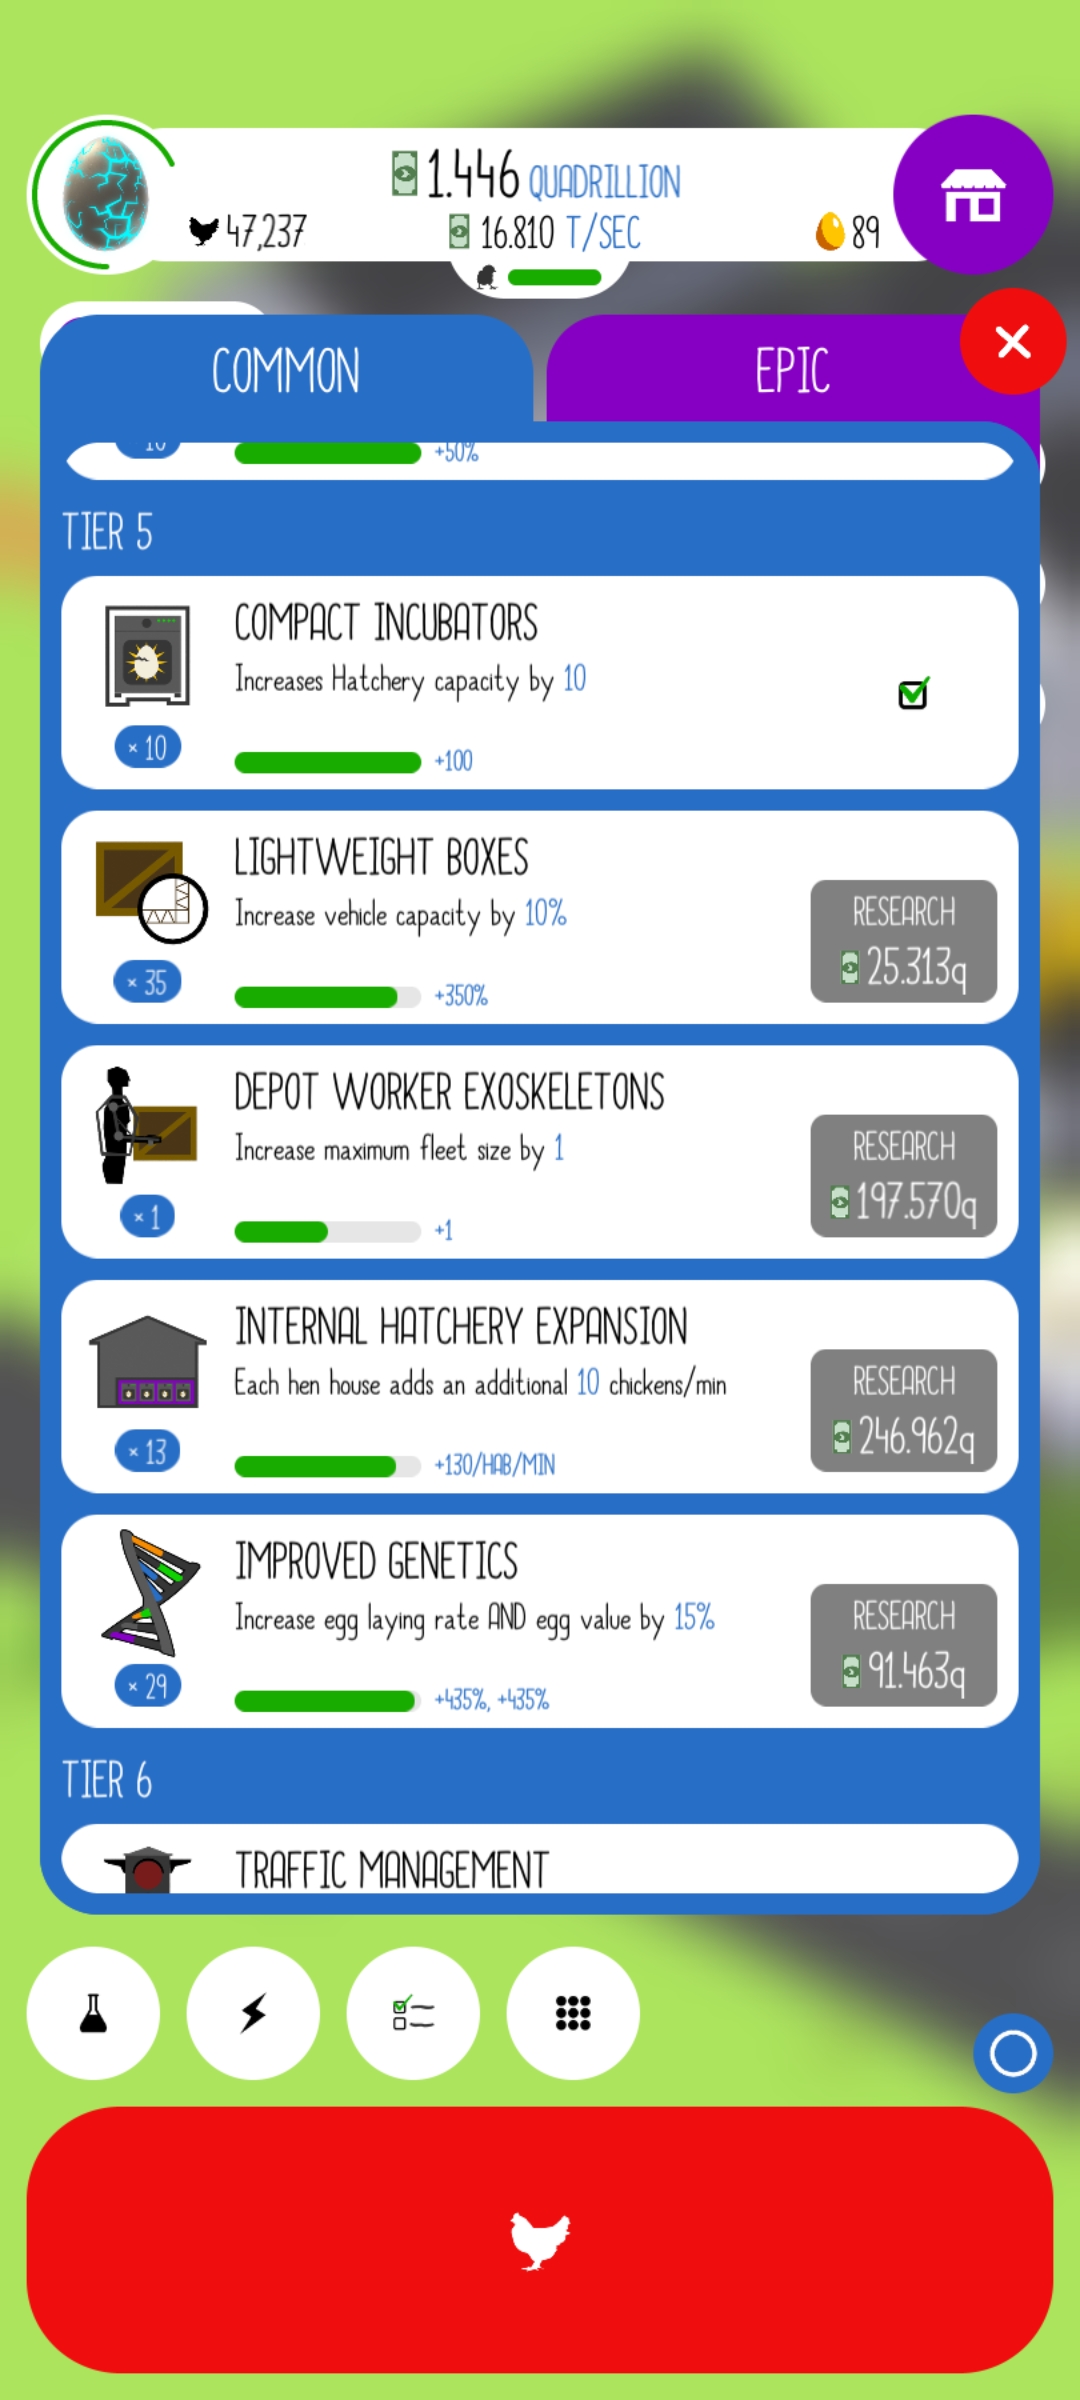 1.446 QUADRILLION
47,237
16.810 T/SEC
89
COMMON
EPIC
10
+50%
TIER 5
COMPACT INCUBATORS
Increases Hatchery capacity by 10
× 10
+100
LIGHTWEIGHT BOXES
Increase vehicle capacity by 10%
RESEARCH
25.313q
× 35
+350%
DEPOT WORKER EXOSKELETONS
Increase maximum fleet size by 1
RESEARCH
197.570q
× 1
+1
INTERNAL HATCHERY EXPANSION
Each hen house adds an additional 10 chickens/min
RESEARCH
246.962q
× 13
+130/HAB/MIN
IMPROVED GENETICS
Increase egg laying rate AND egg value by 15%
RESEARCH
91.463q
× 29
+435%, +435%
TIER 6
TRAFFIC MANAGEMENT